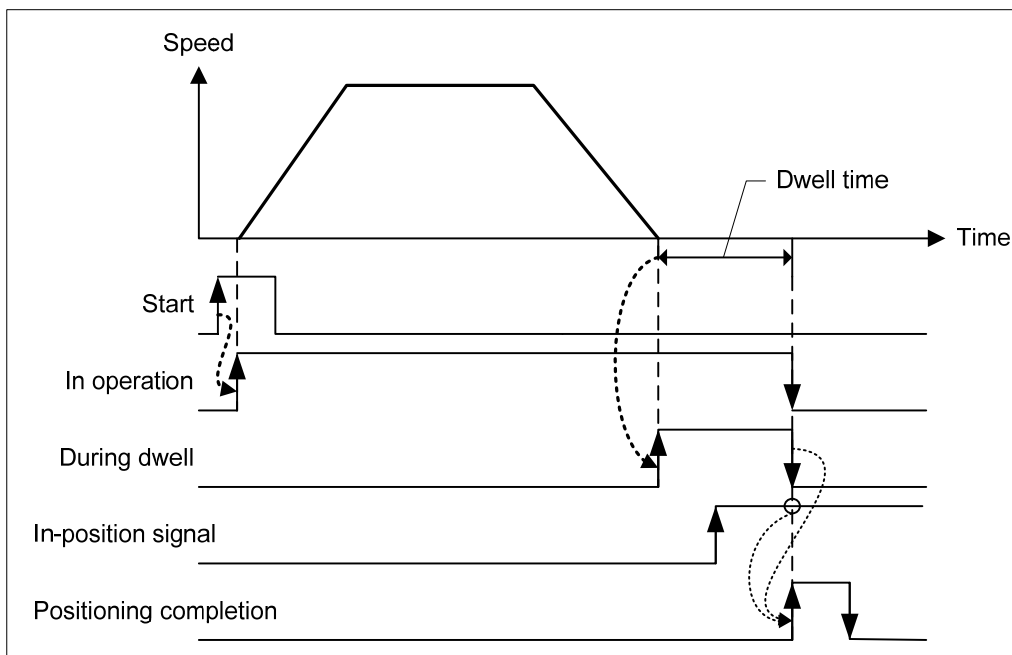 Speed
Dwell time
Time
Start
In operation
During dwell
In-position signal
Positioning completion